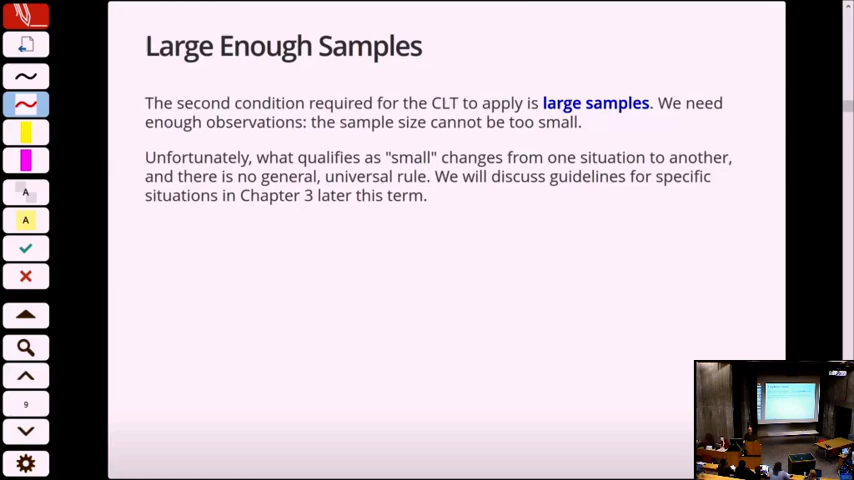 Large Enough Samples
The second condition required for the CLT to apply is large samples. We need
enough observations: the sample size cannot be too small.
Unfortunately, what qualifies as "small" changes from one situation to another,
and there is no general, universal rule. We will discuss guidelines for specific
situations in Chapter 3 later this term.
A
A
9